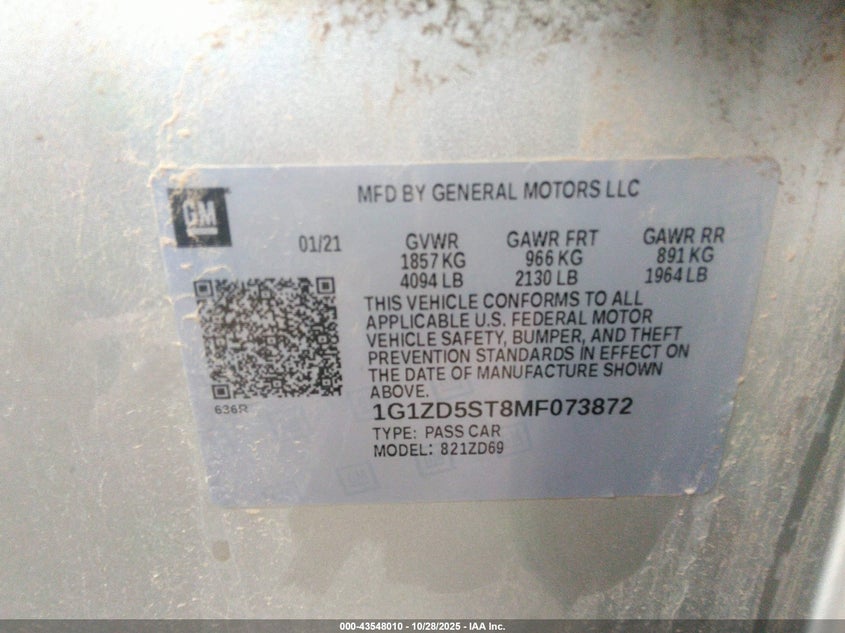 MFD BY GENERAL MOTORS LLC
GM
01/21
GVWR GAWR FRT GAWR RR
1857 KG 966 KG 891 KG
4094 LB 2130 LB 1964 LB
THIS VEHICLE CONFORMS TO ALL
APPLICABLE U.S. FEDERAL MOTOR
VEHICLE SAFETY, BUMPER, AND THEFT
PREVENTION STANDARDS IN EFFECT ON
THE DATE OF MANUFACTURE SHOWN
ABOVE.
636R
1G1ZD5ST8MF073872
TYPE: PASS CAR
MODEL: 821ZD69
000-43548010 - 10/28/2025 - IAA Inc.